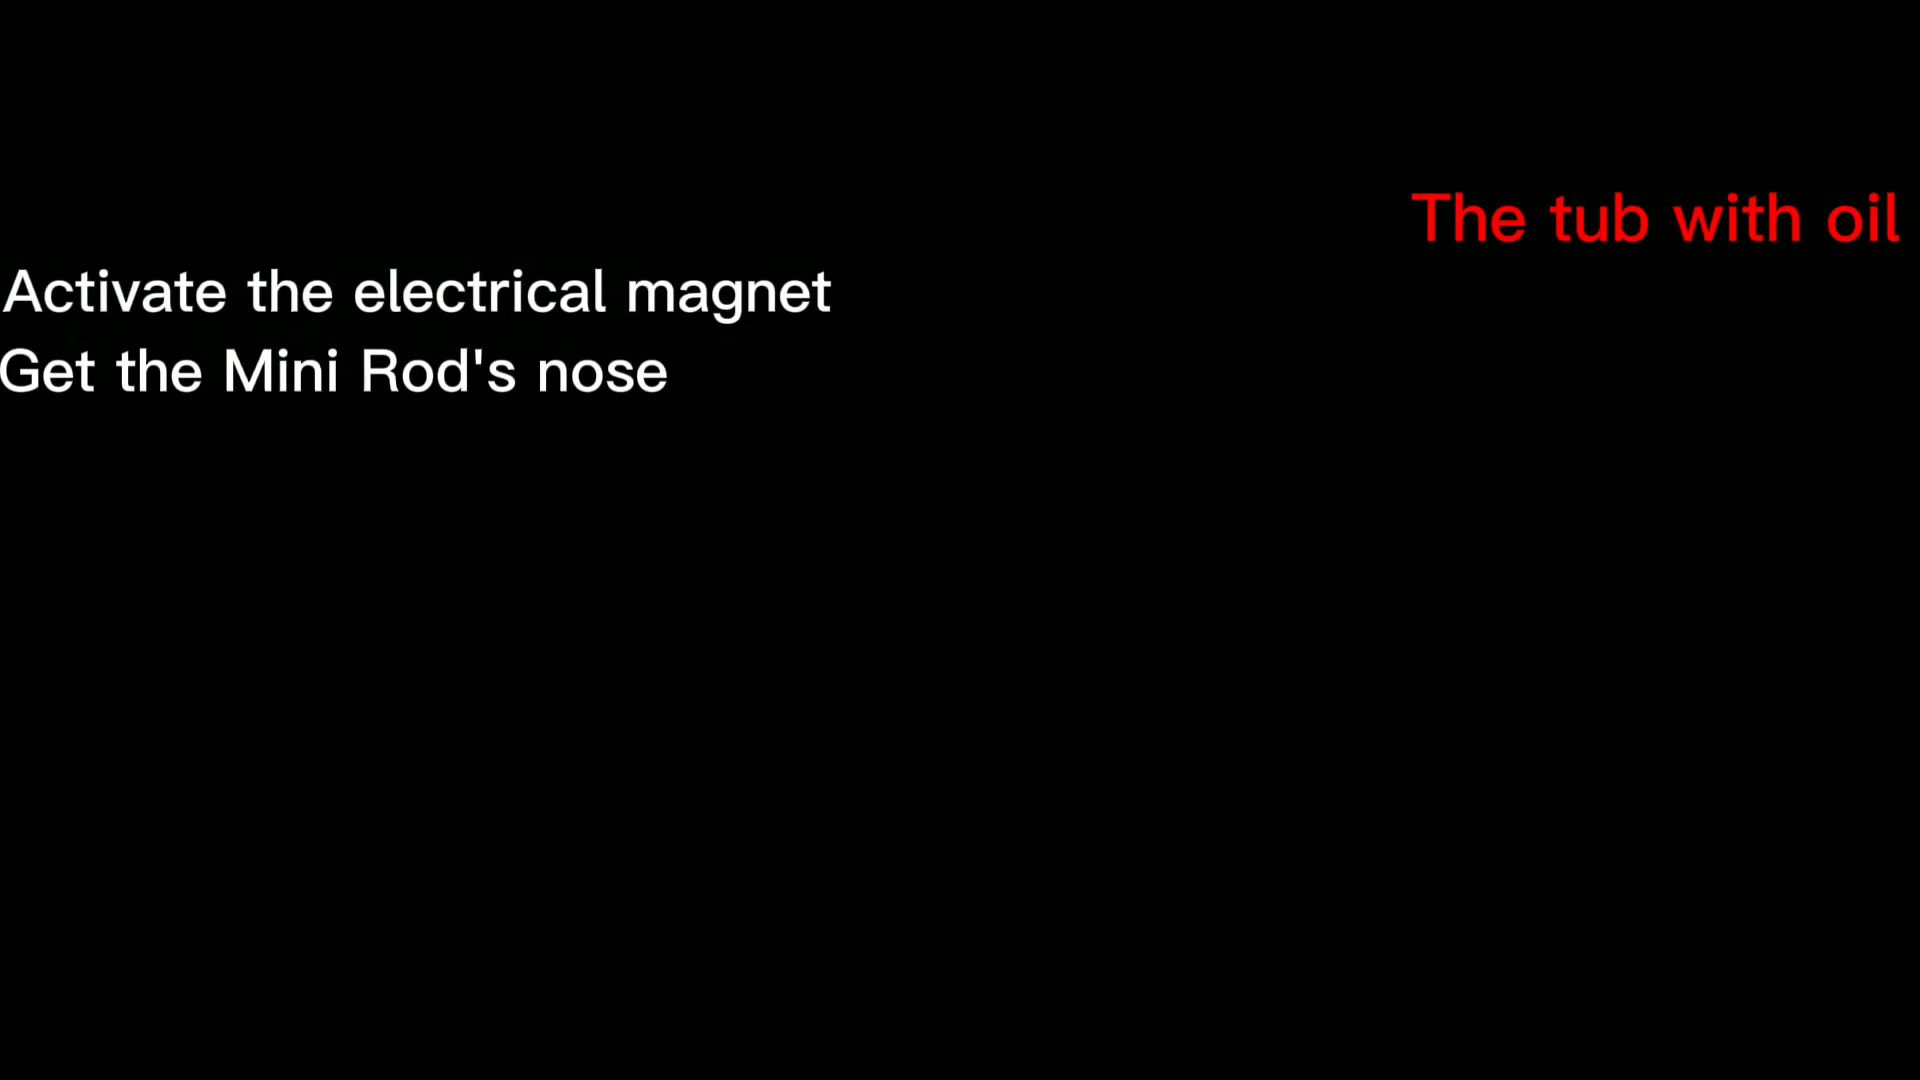 The tub with oil
Activate the electrical magnet
Get the Mini Rod's nose